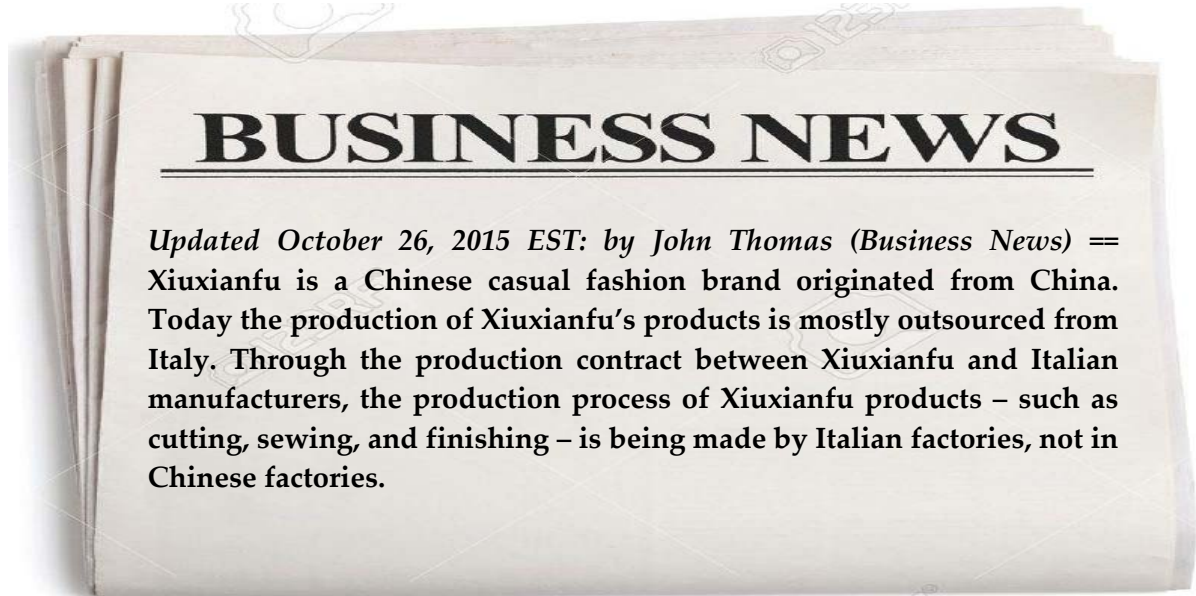 BUSINESS NEWS
Updated October 26, 2015 EST: by John Thomas (Business News) ==
Xiuxianfu is a Chinese casual fashion brand originated from China.
Today the production of Xiuxianfu's products is mostly outsourced from
Italy. Through the production contract between Xiuxianfu and Italian
manufacturers, the production process of Xiuxianfu products – such as
cutting, sewing, and finishing – is being made by Italian factories, not in
Chinese factories.